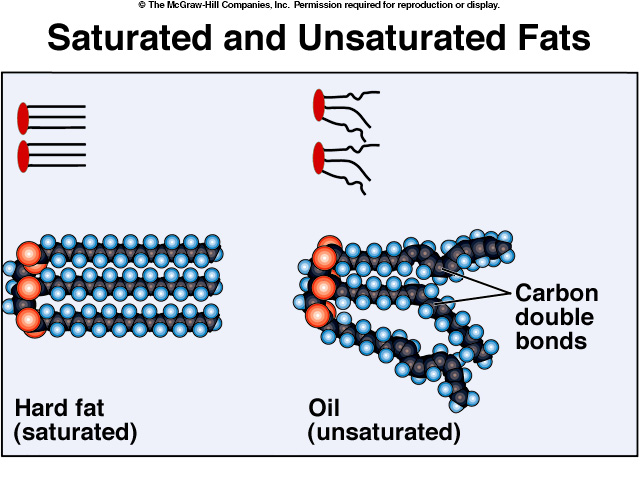 © The McGraw-Hill Companies, Inc. Permission required for reproduction or display.
Saturated and Unsaturated Fats
Carbon
double
bonds
Hard fat
(saturated)
Oil
(unsaturated)